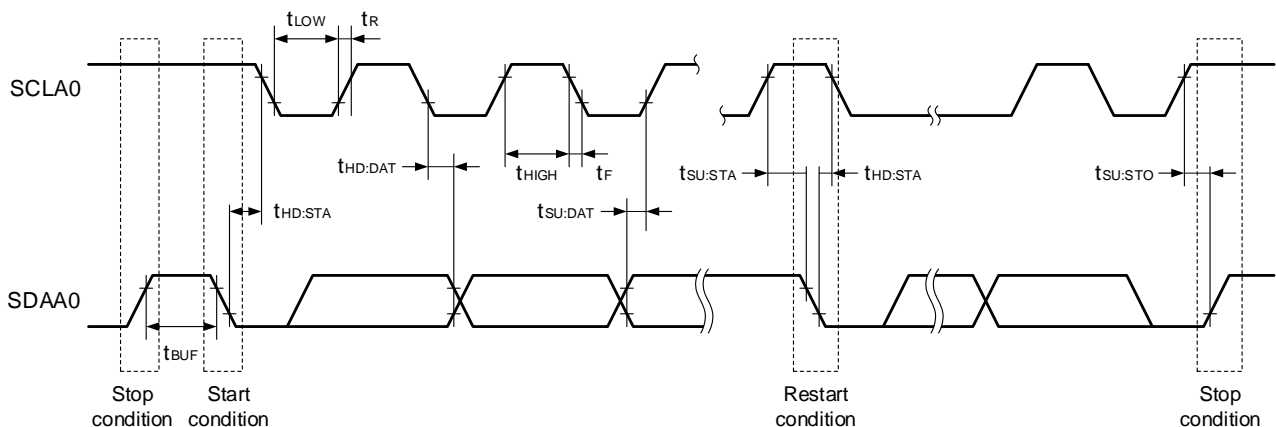 tLOW
tR
SCLA0
tHD:DAT
tHIGH
tF
tSU:STA
tHD:STA
tSU:STO
tHD:STA
tSU:DAT
SDAA0
tBUF
Stop
condition
Start
condition
Restart
condition
Stop
condition